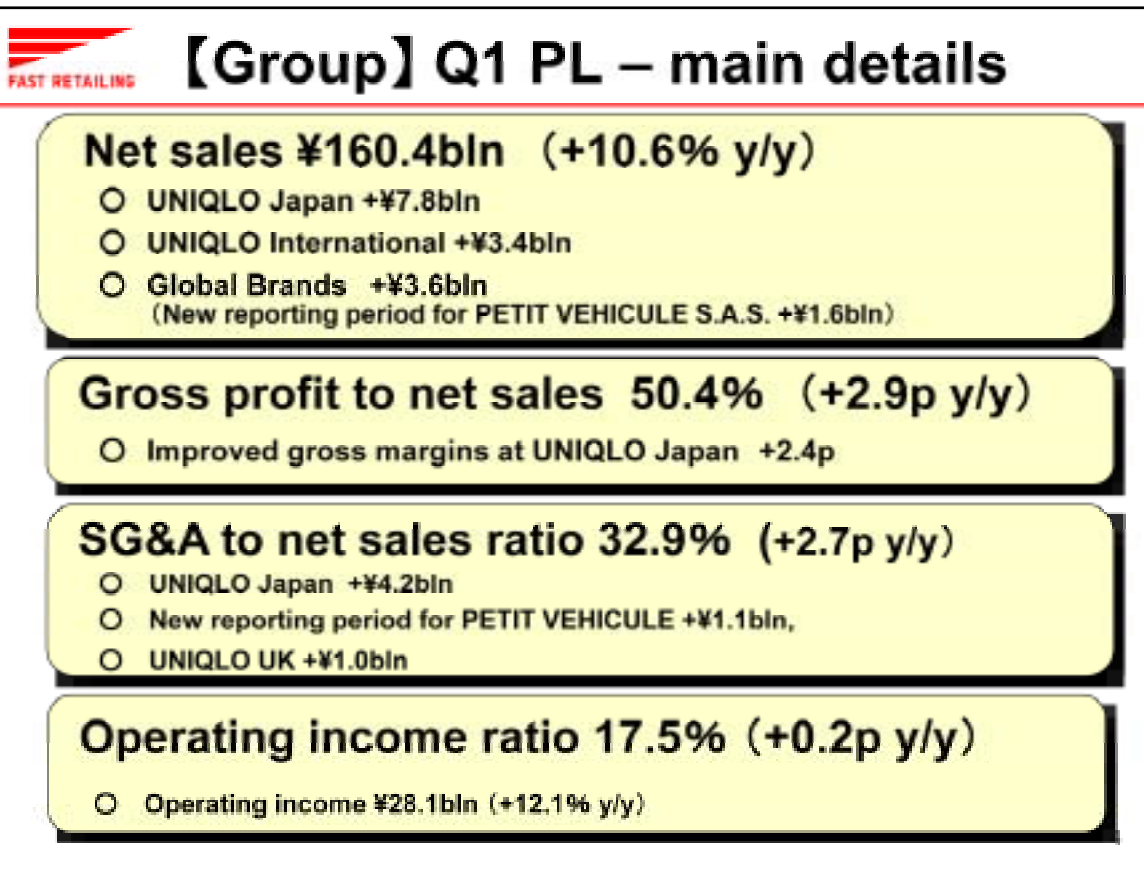 FAST RETAILING
【Group】Q1 PL – main details
Net sales ¥160.4bln （+10.6% y/y）
○ UNIQLO Japan +¥7.8bln
○ UNIQLO International +¥3.4bln
○ Global Brands +¥3.6bln
（New reporting period for PETIT VEHICULE S.A.S. +¥1.6bln）
Gross profit to net sales 50.4% （+2.9p y/y）
○ Improved gross margins at UNIQLO Japan +2.4p
SG&A to net sales ratio 32.9% (+2.7p y/y）
○ UNIQLO Japan +¥4.2bln
○ New reporting period for PETIT VEHICULE +¥1.1bln,
○ UNIQLO UK +¥1.0bln
Operating income ratio 17.5%（+0.2p y/y）
○ Operating income ¥28.1bln（+12.1% y/y）